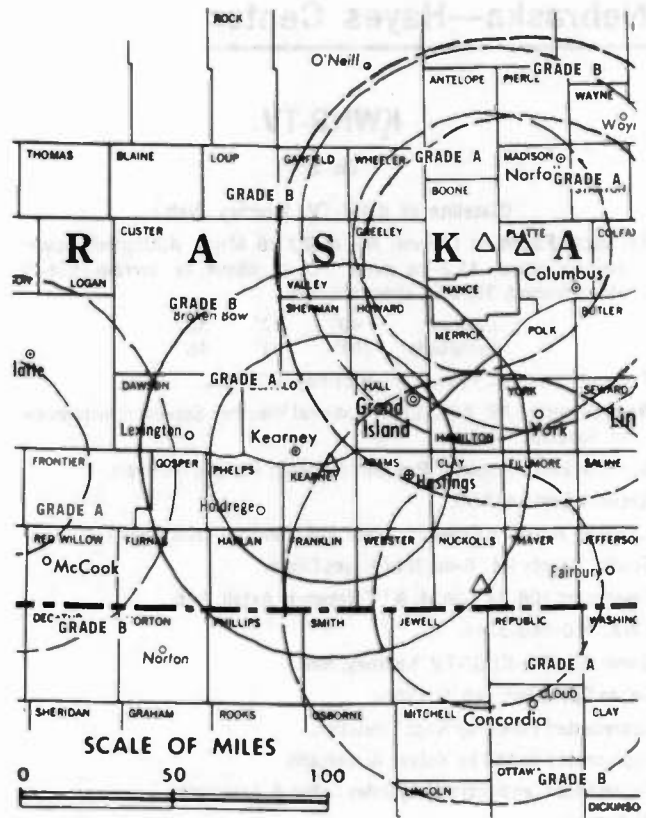 Nebraska—Hayes Center
ROCK
O'Neill
ANTELOPE
PIERCE
GRADE B
WAYNE
THOMAS
BLAINE
LOUP
GARFIELD
WHEELER
GRADE A
MADISON
Norfol
GRADE A
GRADE B
BOONE
CUSTER
GREELEY
PLATTE
COLFAX
R A S K A
LOGAN
GRADE B
VALLEY
NANCE
Columbus
Broken Bow
SHERMAN
HOWARD
MERRICK
POLK
BUTLER
latte
DAWSON
GRADE A
HALL
YORK
SEWARD
Grand
Island
York
Lin
Lexington
Kearney
HAMILTON
FRONTIER
GOSPER
PHELPS
KEARNEY
ADAMS
CLAY
FILLMORE
SALINE
Hastings
GRADE A
Holdrege
RED WILLOW
FURNAS
HARLAN
FRANKLIN
WEBSTER
NUCKOLLS
THAYER
JEFFERSO
McCook
Fairbury
GRADE B
NORTON
PHILLIPS
SMITH
JEWELL
REPUBLIC
WASHING
Norton
GRADE A
CLOUD
SHERIDAN
GRAHAM
ROOKS
OSBORNE
MITCHELL
Concordia
CLAY
SCALE OF MILES
OTTAW
GRADE B
0 50 100
LINCOLN
DICKINSO